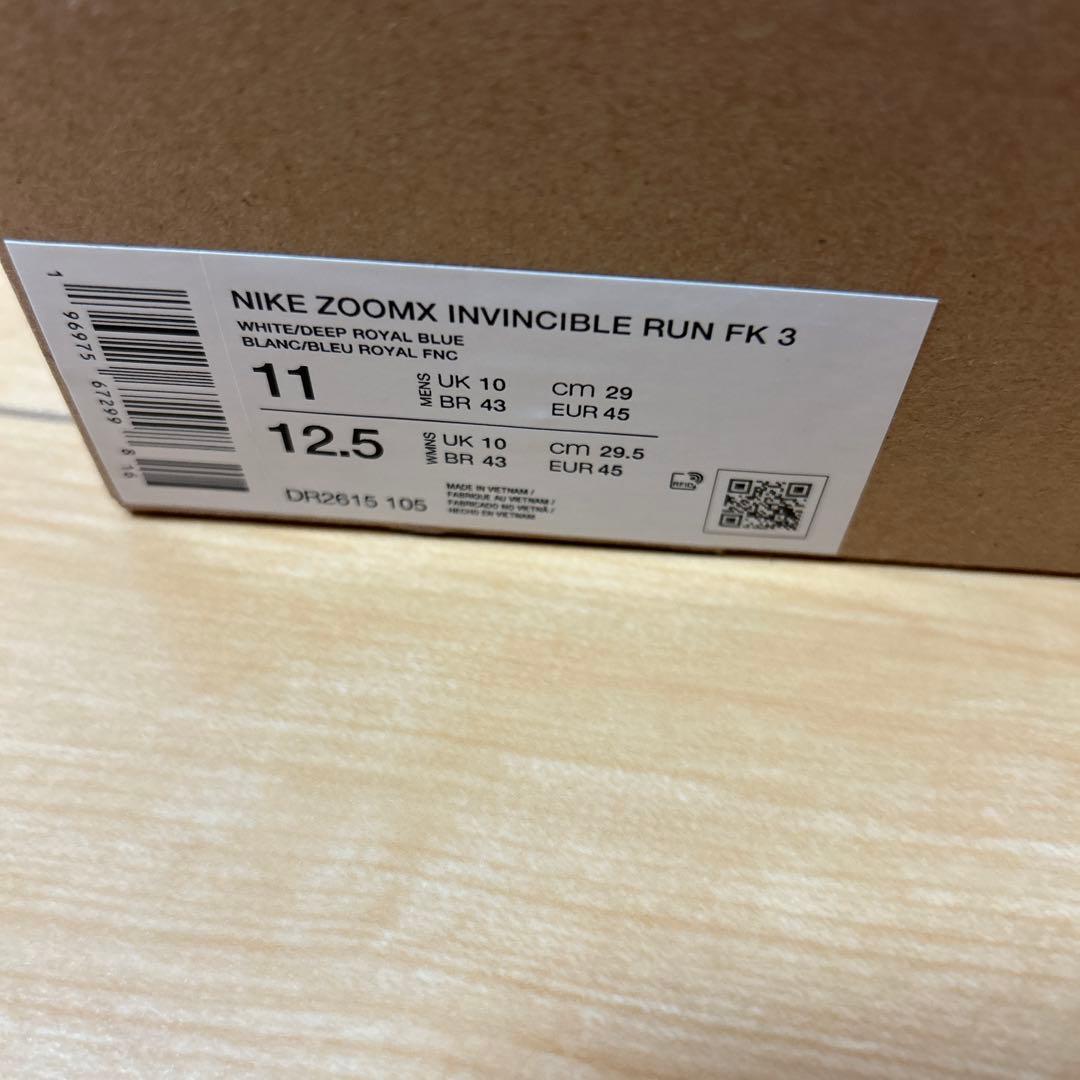 NIKE ZOOMX INVINCIBLE RUN FK 3
WHITE/DEEP ROYAL BLUE
BLANC/BLEU ROYAL FNC
11 MENS UK 10 cm 29
BR 43 EUR 45
12.5 WMNS UK 10 cm 29.5
BR 43 EUR 45
DR2615 105
MADE IN VIETNAM /
FABRIQUE AU VIETNAM /
FABRICADO NO VIETNÃ /
HECHO EN VIETNAM
RFID
1 96975 67299 8 16